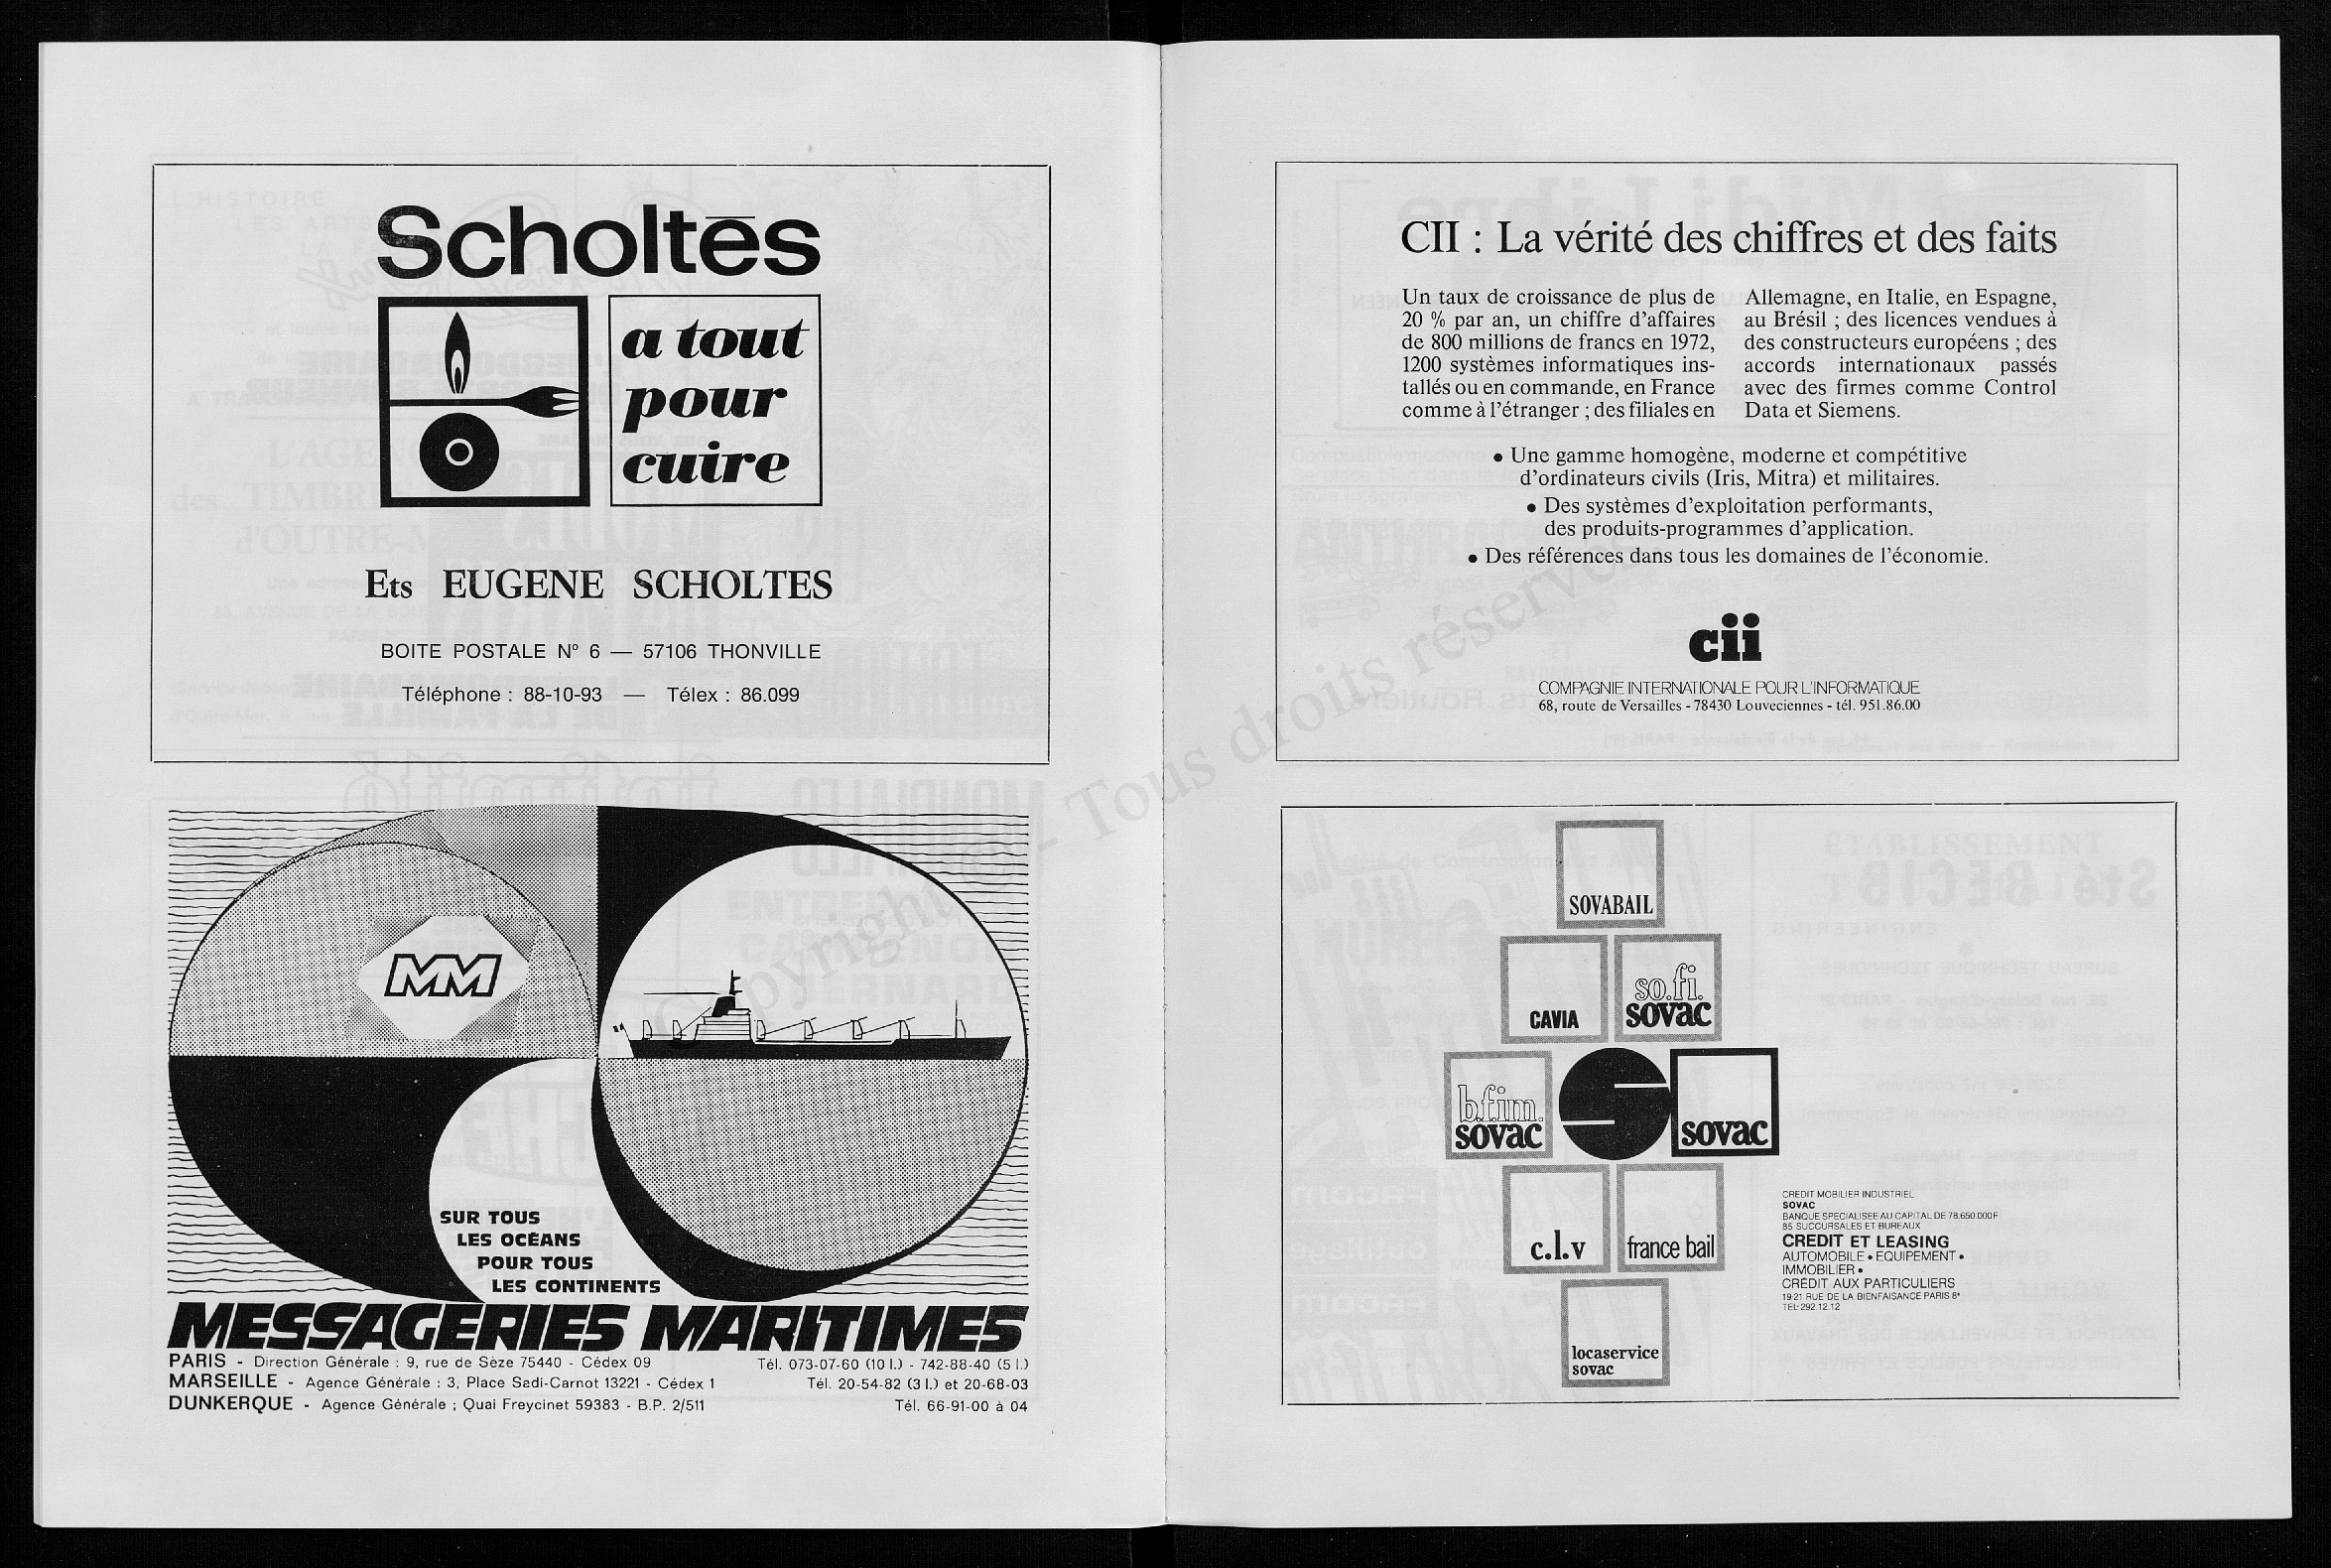 Scholtès
a tout
pour
cuire
Ets EUGENE SCHOLTES
BOITE POSTALE N° 6 — 57106 THONVILLE
Téléphone : 88-10-93 — Télex : 86.099
MM
SUR TOUS
LES OCÉANS
POUR TOUS
LES CONTINENTS
MESSAGERIES MARITIMES
PARIS - Direction Générale : 9, rue de Sèze 75440 - Cédex 09 Tél. 073-07-60 (10 l.) - 742-88-40 (5 l.)
MARSEILLE - Agence Générale : 3, Place Sadi-Carnot 13221 - Cédex 1 Tél. 20-54-82 (3 l.) et 20-68-03
DUNKERQUE - Agence Générale ; Quai Freycinet 59383 - B.P. 2/511 Tél. 66-91-00 à 04
CII : La vérité des chiffres et des faits
Un taux de croissance de plus de
20 % par an, un chiffre d'affaires
de 800 millions de francs en 1972,
1200 systèmes informatiques ins-
tallés ou en commande, en France
comme à l'étranger ; des filiales en
Allemagne, en Italie, en Espagne,
au Brésil ; des licences vendues à
des constructeurs européens ; des
accords internationaux passés
avec des firmes comme Control
Data et Siemens.
• Une gamme homogène, moderne et compétitive
d'ordinateurs civils (Iris, Mitra) et militaires.
• Des systèmes d'exploitation performants,
des produits-programmes d'application.
• Des références dans tous les domaines de l'économie.
cii
COMPAGNIE INTERNATIONALE POUR L'INFORMATIQUE
68, route de Versailles - 78430 Louveciennes - tél. 951.86.00
SOVABAIL
CAVIA
so.fi.
sovac
b.f.im.
sovac
sovac
c.l.v
france bail
locaservice
sovac
CREDIT MOBILIER INDUSTRIEL
SOVAC
BANQUE SPECIALISEE AU CAPITAL DE 78.650.000F
85 SUCCURSALES ET BUREAUX
CREDIT ET LEASING
AUTOMOBILE • EQUIPEMENT •
IMMOBILIER •
CRÉDIT AUX PARTICULIERS
19-21 RUE DE LA BIENFAISANCE PARIS 8e
TEL: 292.12.12
Copyright - Tous droits réservés